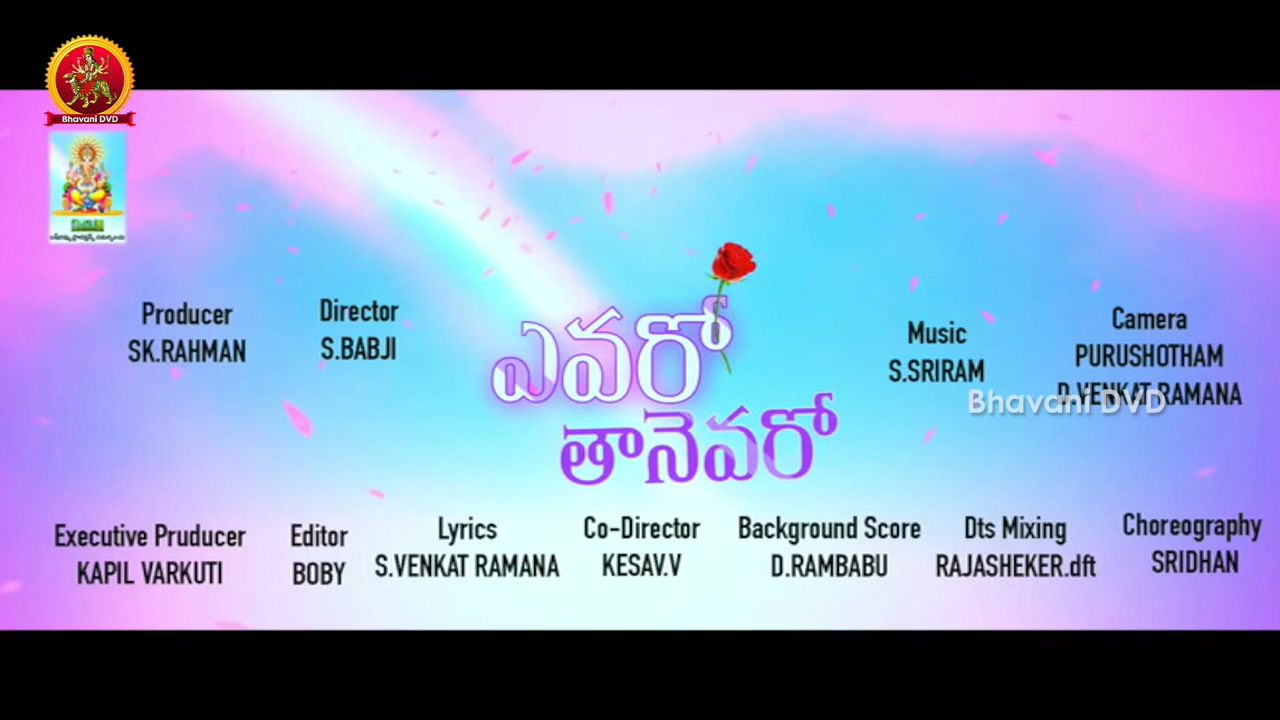 Bhavani DVD
Producer
SK.RAHMAN
Director
S.BABJI
ఎవరో
తానెవరో
Music
S.SRIRAM
Camera
PURUSHOTHAM
D.VENKAT RAMANA
Bhavani DVD
Executive Pruducer
KAPIL VARKUTI
Editor
BOBY
Lyrics
S.VENKAT RAMANA
Co-Director
KESAV.V
Background Score
D.RAMBABU
Dts Mixing
RAJASHEKER.dft
Choreography
SRIDHAN